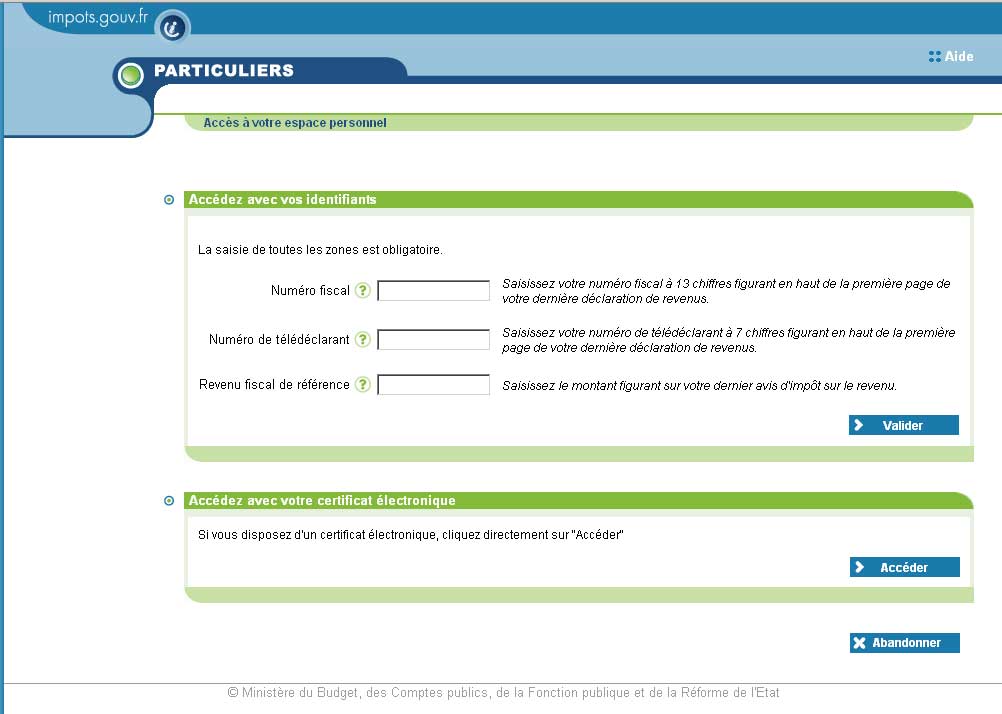 impots.gouv.fr
PARTICULIERS
Aide
Accès à votre espace personnel
Accédez avec vos identifiants
La saisie de toutes les zones est obligatoire.
Numéro fiscal ? Saisissez votre numéro fiscal à 13 chiffres figurant en haut de la première page de
votre dernière déclaration de revenus.
Numéro de télédéclarant ? Saisissez votre numéro de télédéclarant à 7 chiffres figurant en haut de la première
page de votre dernière déclaration de revenus.
Revenu fiscal de référence ? Saisissez le montant figurant sur votre dernier avis d'impôt sur le revenu.
Valider
Accédez avec votre certificat électronique
Si vous disposez d'un certificat électronique, cliquez directement sur "Accéder"
Accéder
Abandonner
© Ministère du Budget, des Comptes publics, de la Fonction publique et de la Réforme de l'Etat